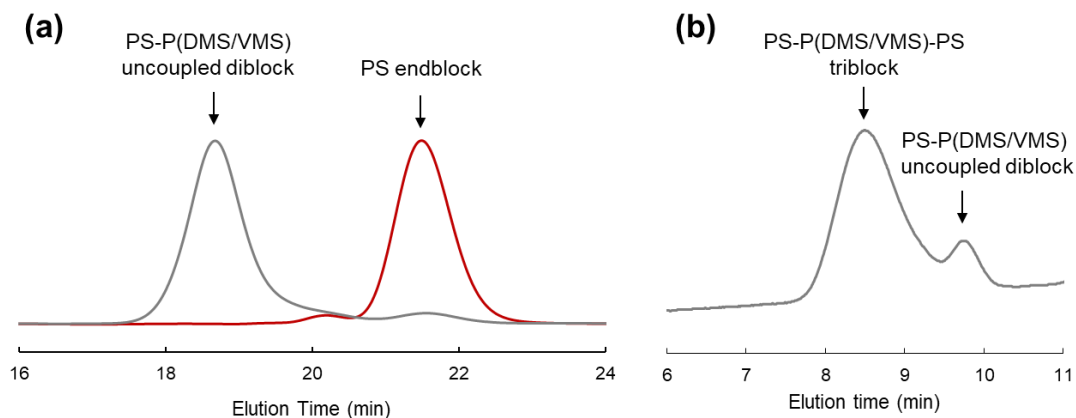 (a)
PS-P(DMS/VMS)
uncoupled diblock
PS endblock
16 18 20 22 24
Elution Time (min)
(b)
PS-P(DMS/VMS)-PS
triblock
PS-P(DMS/VMS)
uncoupled diblock
6 7 8 9 10 11
Elution time (min)